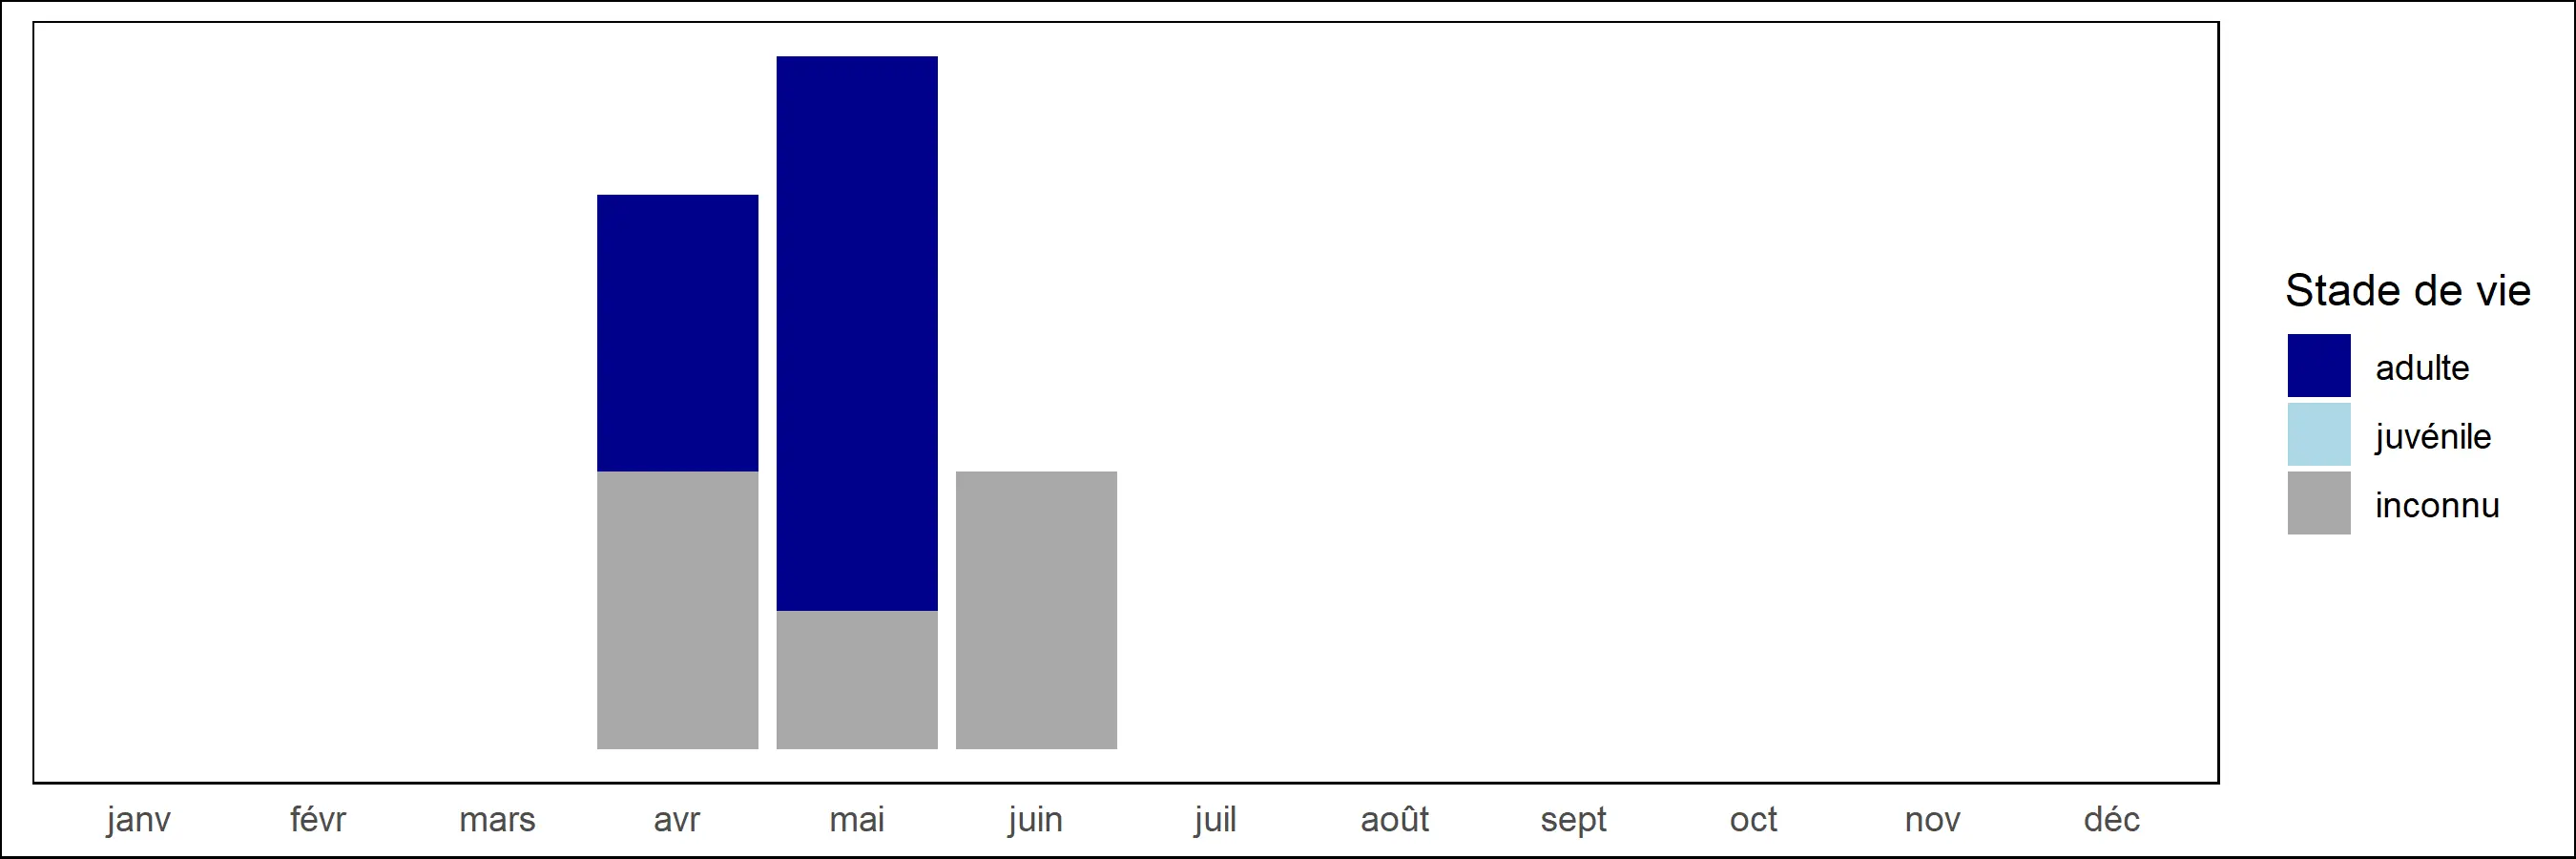 Stade de vie
adulte
juvénile
inconnu
janv févr mars avr mai juin juil août sept oct nov déc